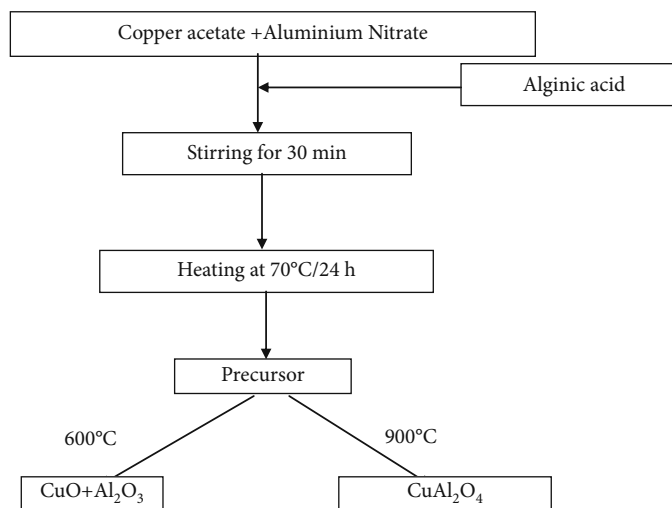 Copper acetate +Aluminium Nitrate
Alginic acid
Stirring for 30 min
Heating at 70°C/24 h
Precursor
600°C
900°C
CuO+Al₂O₃
CuAl₂O₄